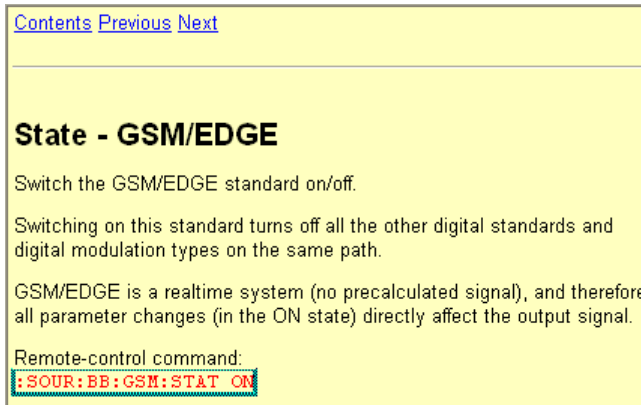 Contents Previous Next
State - GSM/EDGE
Switch the GSM/EDGE standard on/off.
Switching on this standard turns off all the other digital standards and
digital modulation types on the same path.
GSM/EDGE is a realtime system (no precalculated signal), and therefore
all parameter changes (in the ON state) directly affect the output signal.
Remote-control command:
:SOUR:BB:GSM:STAT ON